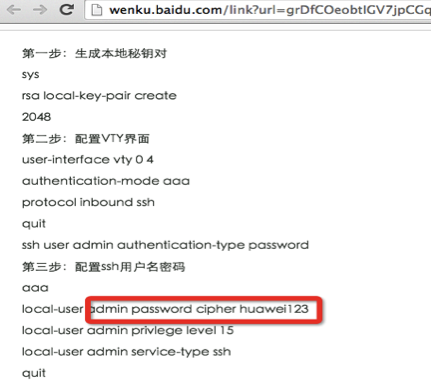 wenku.baidu.com/link?url=grDfCOeobtIGV7jpCGq
第一步：生成本地秘钥对
sys
rsa local-key-pair create
2048
第二步：配置VTY界面
user-interface vty 0 4
authentication-mode aaa
protocol inbound ssh
quit
ssh user admin authentication-type password
第三步：配置ssh用户名密码
aaa
local-user admin password cipher huawei123
local-user admin privlege level 15
local-user admin service-type ssh
quit